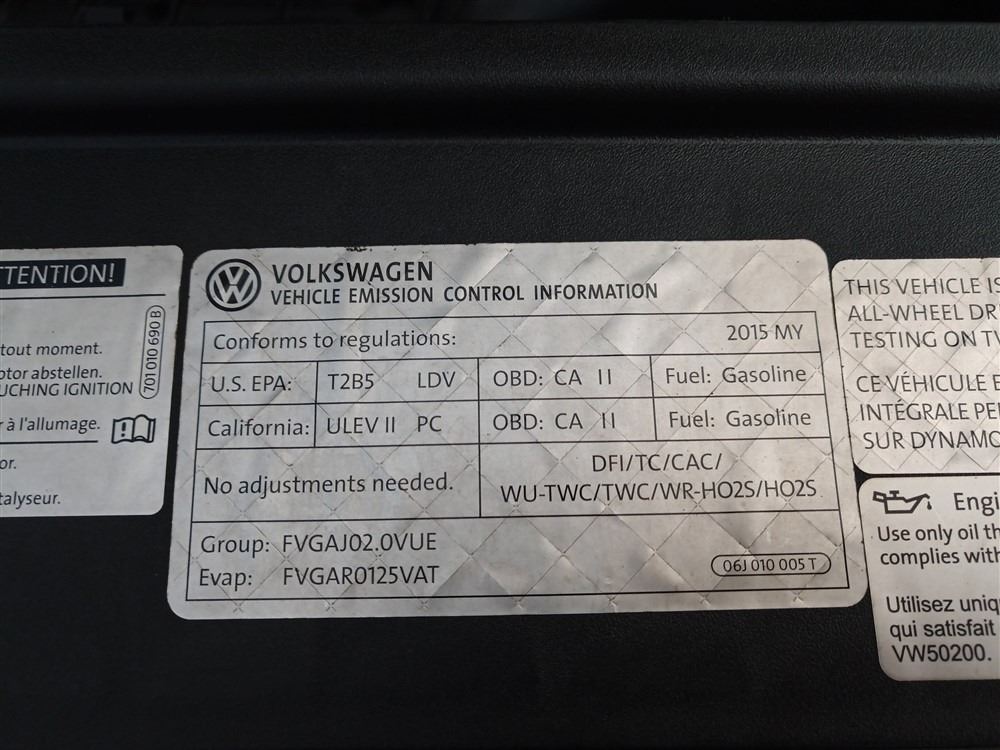 TTENTION!
tout moment.
otor abstellen.
UCHING IGNITION
r à l'allumage.
or.
talyseur.
701 010 690 B
VOLKSWAGEN
VEHICLE EMISSION CONTROL INFORMATION
Conforms to regulations: 2015 MY
U.S. EPA: T2B5 LDV OBD: CA II Fuel: Gasoline
California: ULEV II PC OBD: CA II Fuel: Gasoline
No adjustments needed.
DFI/TC/CAC/
WU-TWC/TWC/WR-HO2S/HO2S
Group: FVGAJ02.0VUE
Evap: FVGAR0125VAT
06J 010 005 T
THIS VEHICLE IS
ALL-WHEEL DRI
TESTING ON TW
CE VÉHICULE E
INTÉGRALE PER
SUR DYNAMO
Engi
Use only oil th
complies with
Utilisez uniq
qui satisfait
VW50200.